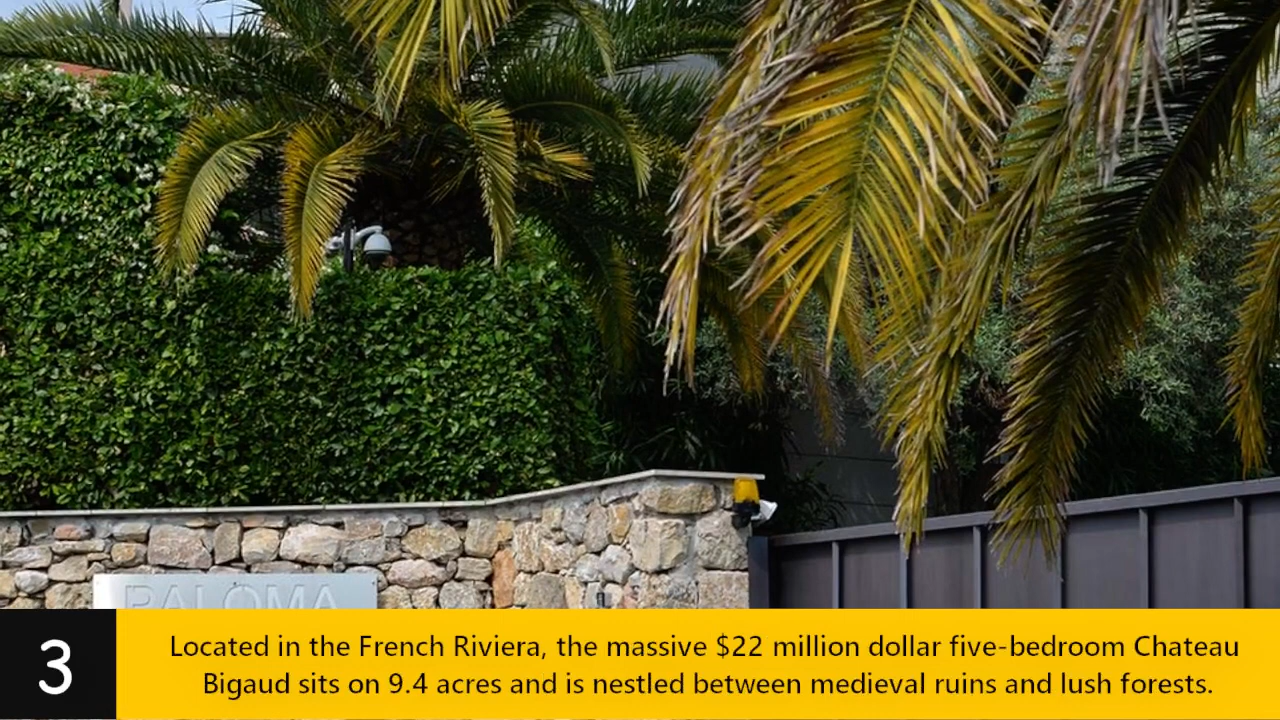 PALOMA
3
Located in the French Riviera, the massive $22 million dollar five-bedroom Chateau
Bigaud sits on 9.4 acres and is nestled between medieval ruins and lush forests.